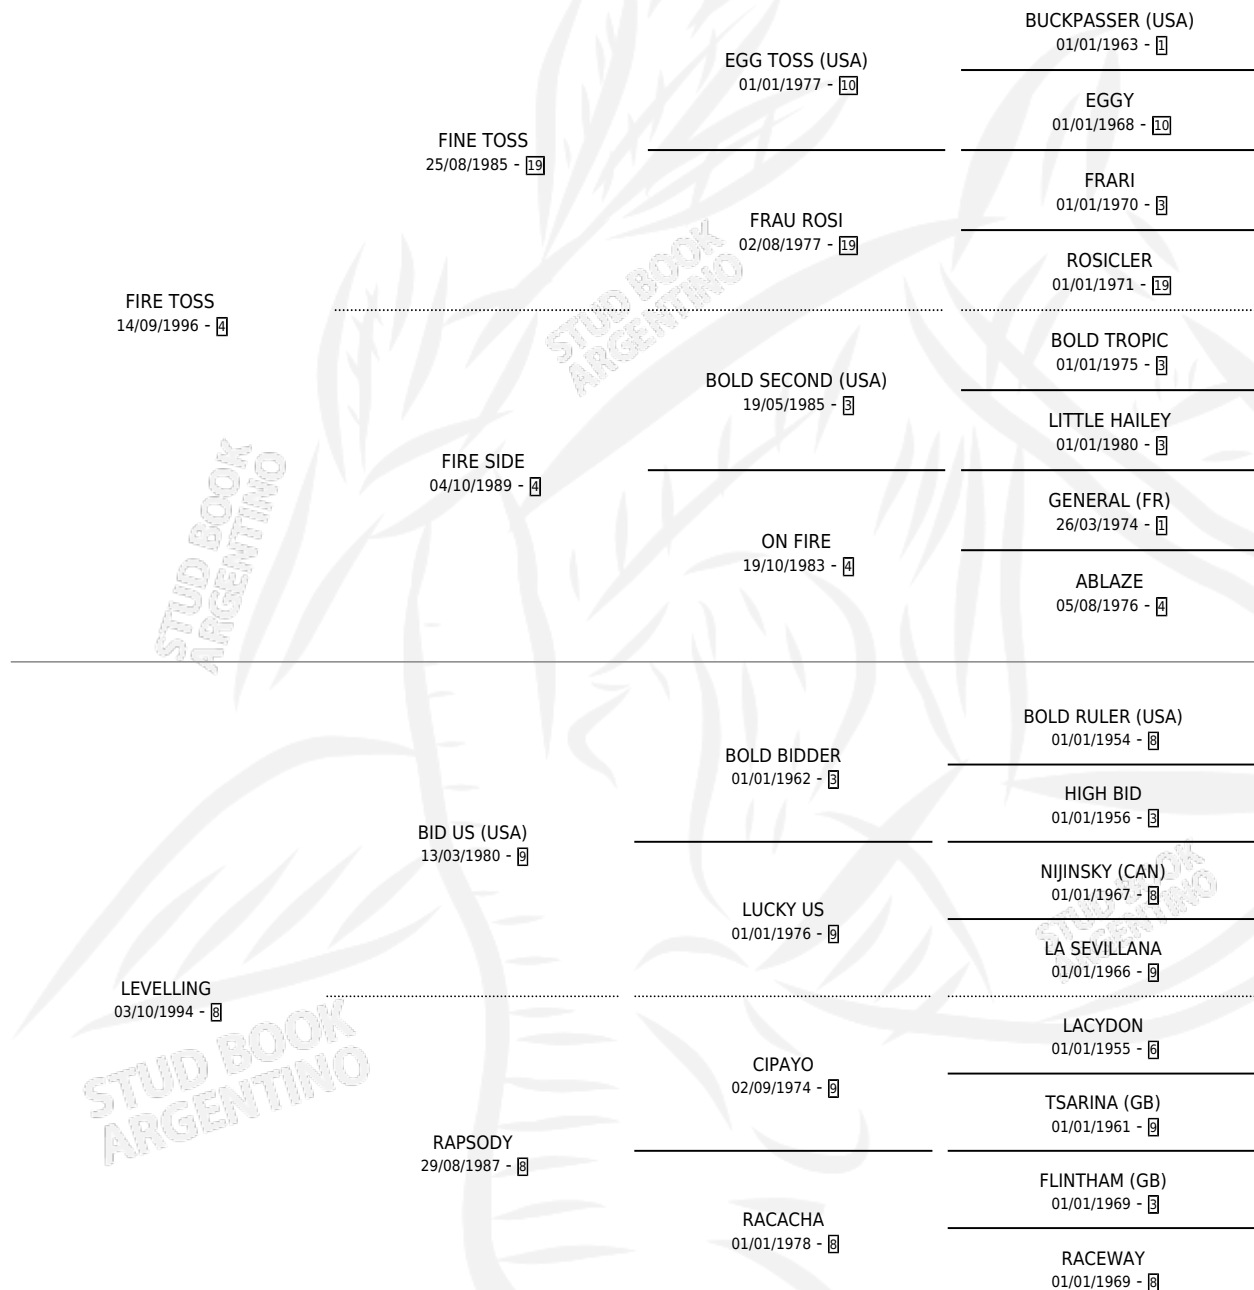 BUCKPASSER (USA)
01/01/1963 - 1
EGG TOSS (USA)
01/01/1977 - 10
EGGY
01/01/1968 - 10
FINE TOSS
25/08/1985 - 19
FRARI
01/01/1970 - 3
FRAU ROSI
02/08/1977 - 19
ROSICLER
01/01/1971 - 19
FIRE TOSS
14/09/1996 - 4
STUD BOOK
ARGENTINO
BOLD TROPIC
01/01/1975 - 3
BOLD SECOND (USA)
19/05/1985 - 3
LITTLE HAILEY
01/01/1980 - 3
FIRE SIDE
04/10/1989 - 4
STUD BOOK
ARGENTINO
GENERAL (FR)
26/03/1974 - 1
ON FIRE
19/10/1983 - 4
ABLAZE
05/08/1976 - 4
BOLD RULER (USA)
01/01/1954 - 8
BOLD BIDDER
01/01/1962 - 3
HIGH BID
01/01/1956 - 3
BID US (USA)
13/03/1980 - 9
NIJINSKY (CAN)
01/01/1967 - 8
STUD BOOK
ARGENTINO
LUCKY US
01/01/1976 - 9
LA SEVILLANA
01/01/1966 - 9
LEVELLING
03/10/1994 - 8
STUD BOOK
ARGENTINO
LACYDON
01/01/1955 - 6
CIPAYO
02/09/1974 - 9
TSARINA (GB)
01/01/1961 - 9
RAPSODY
29/08/1987 - 8
FLINTHAM (GB)
01/01/1969 - 3
RACACHA
01/01/1978 - 8
RACEWAY
01/01/1969 - 8